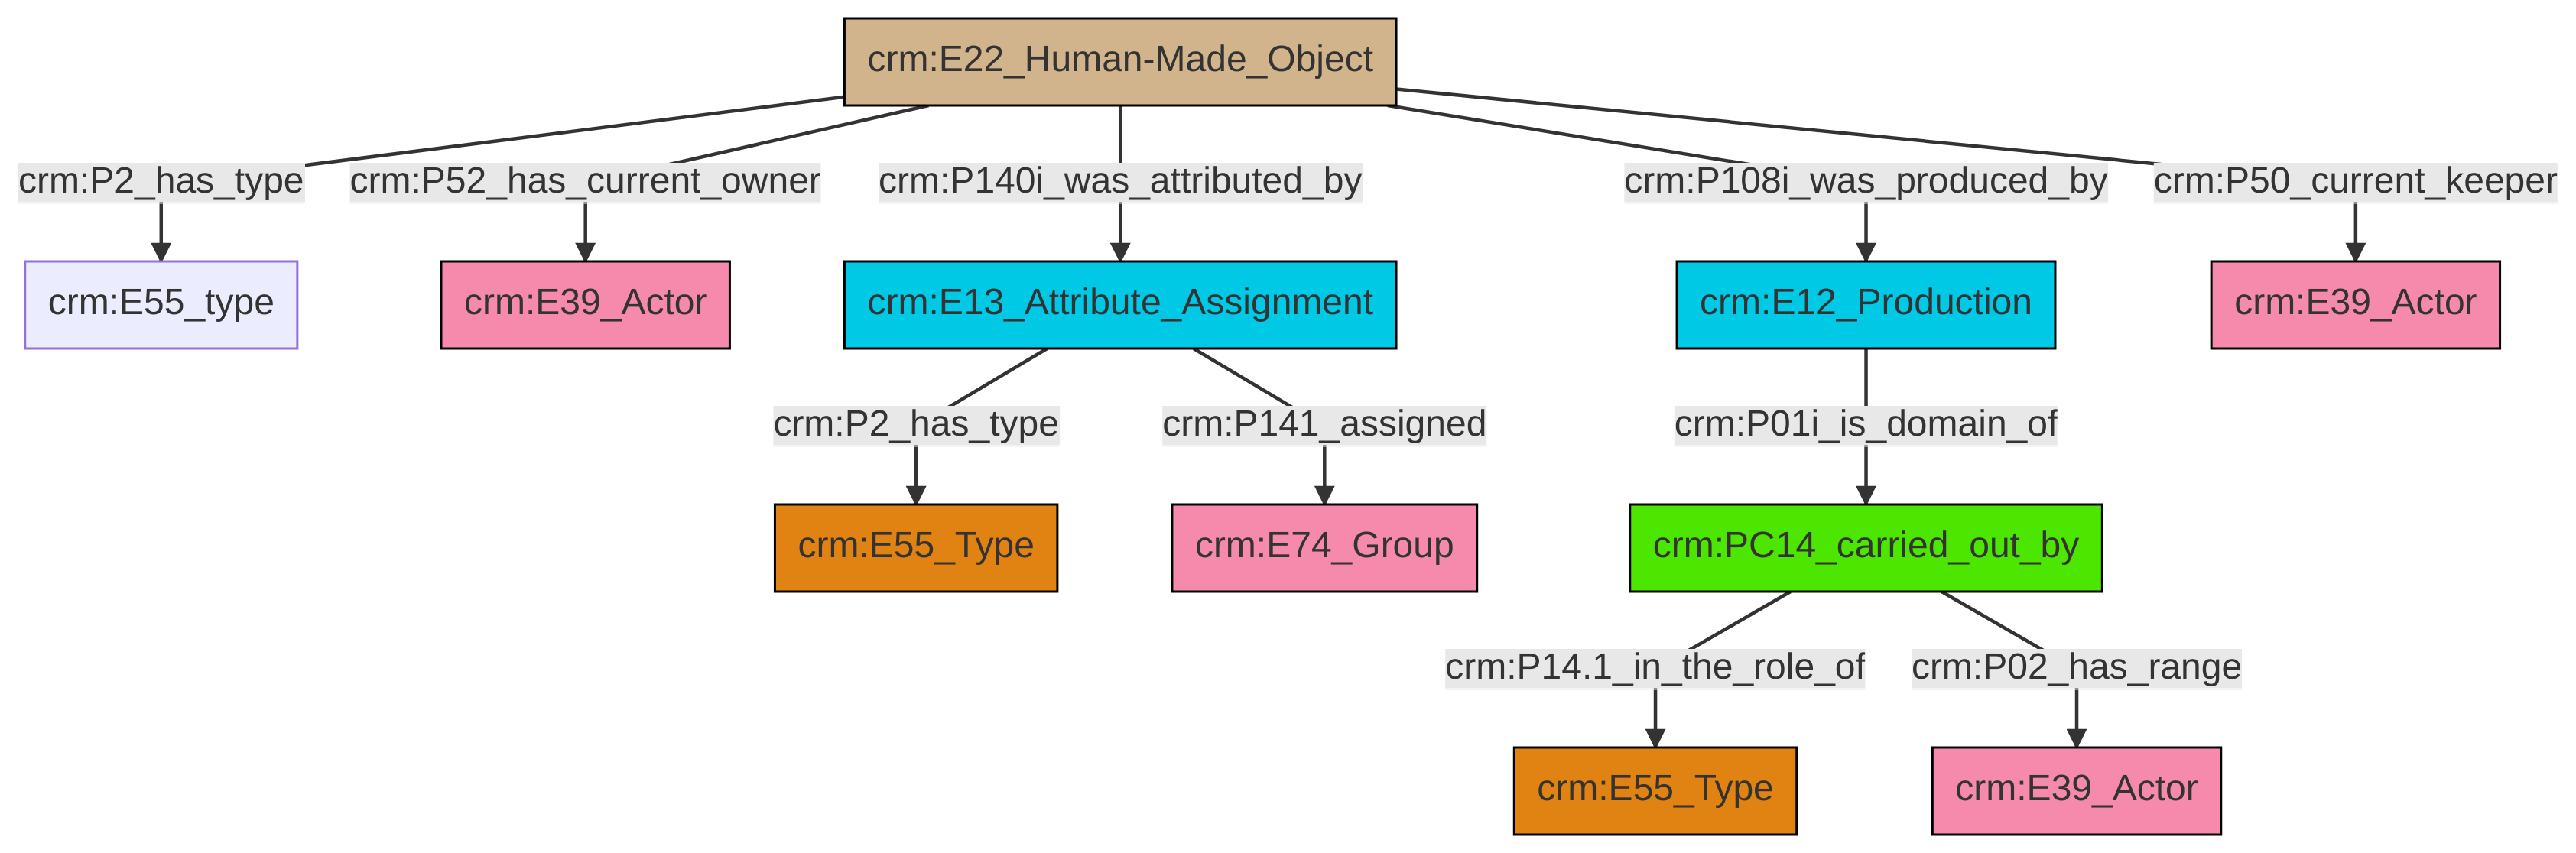 crm:E22_Human-Made_Object
crm:P2_has_type
crm:P52_has_current_owner
crm:P140i_was_attributed_by
crm:P108i_was_produced_by
crm:P50_current_keeper
crm:E55_type
crm:E39_Actor
crm:E13_Attribute_Assignment
crm:E12_Production
crm:E39_Actor
crm:P2_has_type
crm:P141_assigned
crm:P01i_is_domain_of
crm:E55_Type
crm:E74_Group
crm:PC14_carried_out_by
crm:P14.1_in_the_role_of
crm:P02_has_range
crm:E55_Type
crm:E39_Actor